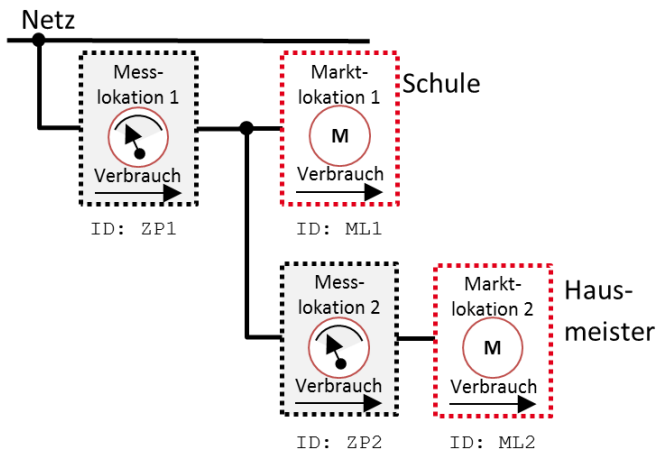 Netz
Mess-
lokation 1
Verbrauch
ID: ZP1
Markt-
lokation 1
M
Verbrauch
ID: ML1
Schule
Mess-
lokation 2
Verbrauch
ID: ZP2
Markt-
lokation 2
M
Verbrauch
ID: ML2
Haus-
meister